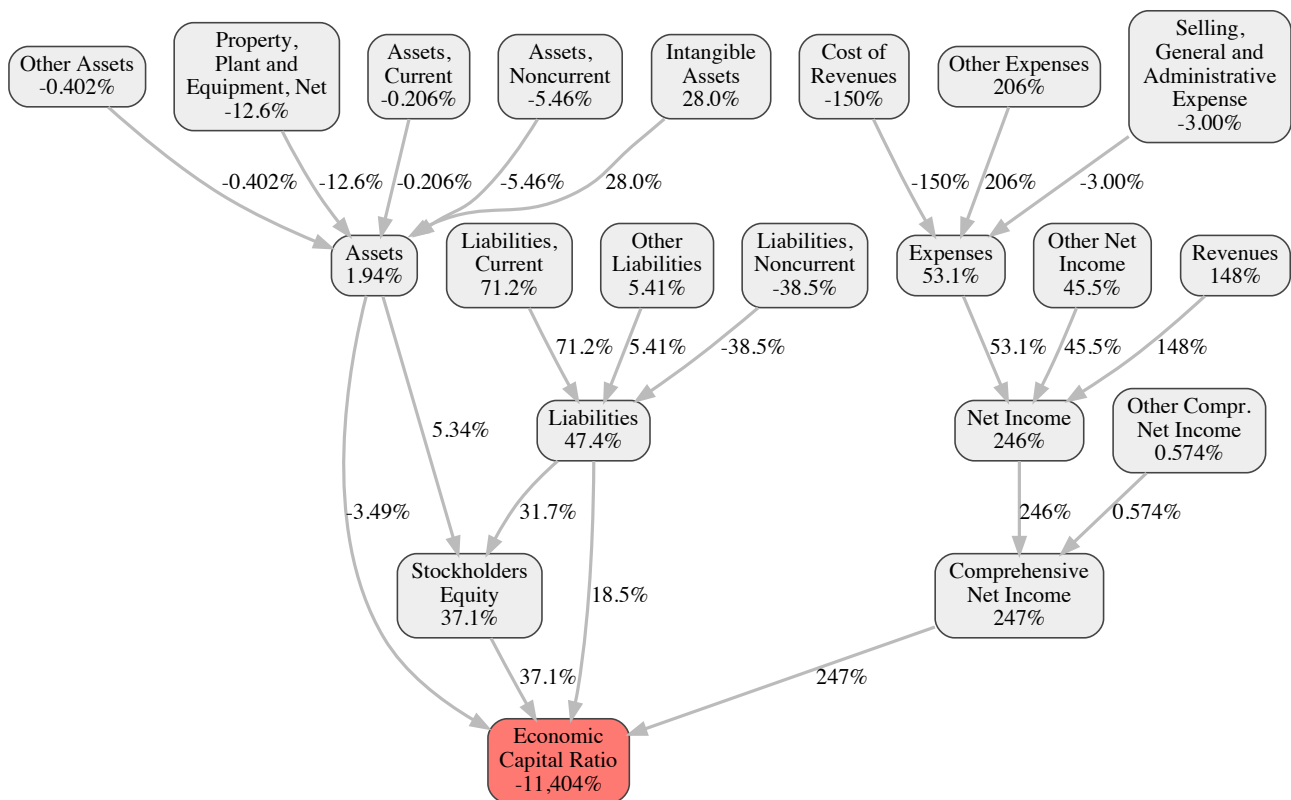 Other Assets
-0.402%
Property,
Plant and
Equipment, Net
-12.6%
Assets,
Current
-0.206%
Assets,
Noncurrent
-5.46%
Intangible
Assets
28.0%
Cost of
Revenues
-150%
Other Expenses
206%
Selling,
General and
Administrative
Expense
-3.00%
-0.402%
-12.6%
-0.206%
-5.46%
28.0%
-150%
206%
-3.00%
Assets
1.94%
Liabilities,
Current
71.2%
Other
Liabilities
5.41%
Liabilities,
Noncurrent
-38.5%
Expenses
53.1%
Other Net
Income
45.5%
Revenues
148%
71.2%
5.41%
-38.5%
53.1%
45.5%
148%
5.34%
Liabilities
47.4%
Net Income
246%
Other Compr.
Net Income
0.574%
-3.49%
31.7%
246%
0.574%
Stockholders
Equity
37.1%
18.5%
Comprehensive
Net Income
247%
37.1%
247%
Economic
Capital Ratio
-11,404%